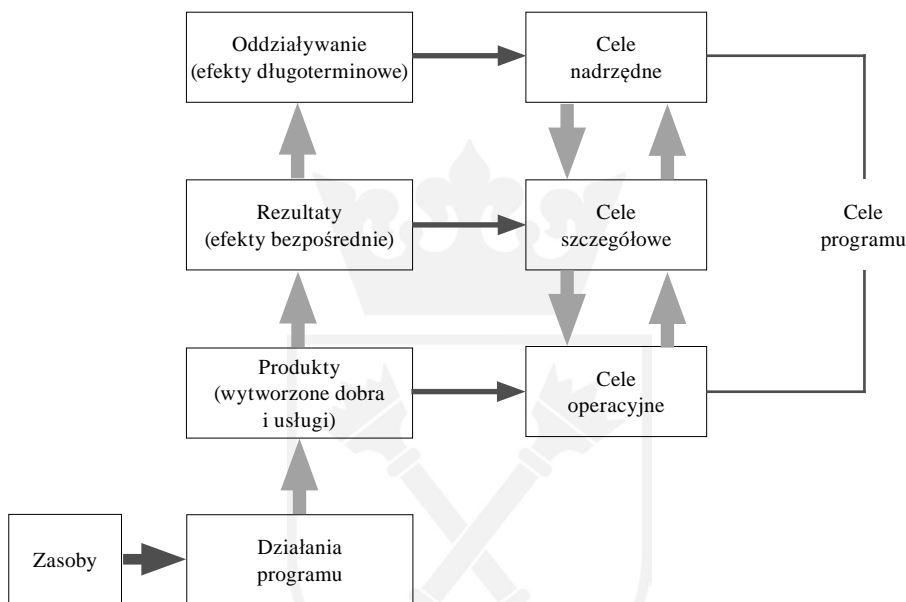 Oddziaływanie
(efekty długoterminowe)
Cele
nadrzędne
Rezultaty
(efekty bezpośrednie)
Cele
szczegółowe
Cele
programu
Produkty
(wytworzone dobra
i usługi)
Cele
operacyjne
Zasoby
Działania
programu